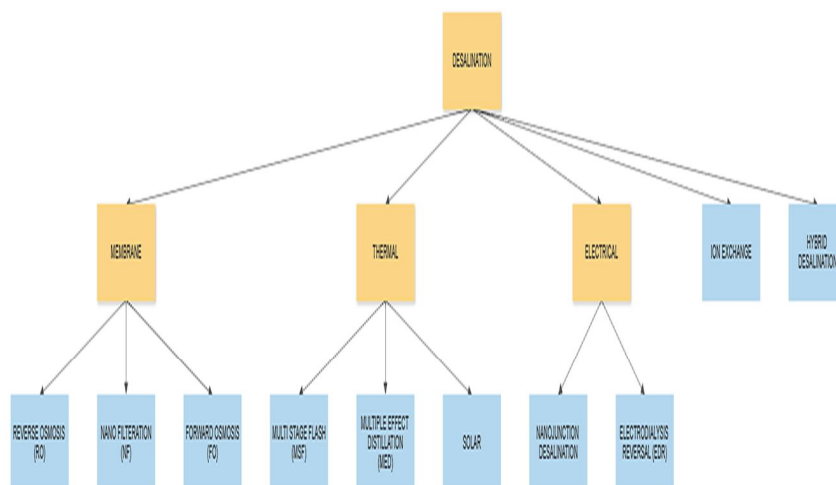 DESALINATION
MEMBRANE
THERMAL
ELECTRICAL
ION EXCHANGE
HYBRID
DESALINATION
REVERSE OSMOSIS
(RO)
NANO FILTERATION
(NF)
FORWARD OSMOSIS
(FO)
MULTI STAGE FLASH
(MSF)
MULTIPLE EFFECT
DISTILLATION
(MED)
SOLAR
NANOJUNCTION
DESALINATION
ELECTRODIALYSIS
REVERSAL (EDR)